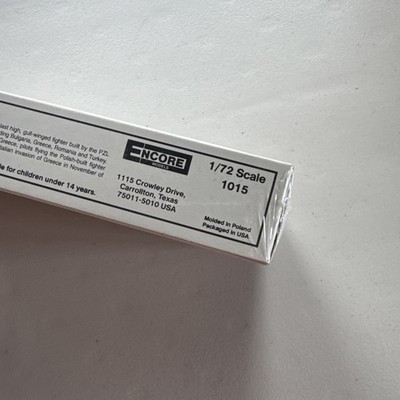 last high, gull-winged fighter built by the PZL
Bulgaria, Greece, Romania and Turkey.
Greece, pilots flying the Polish-built fighter
Italian invasion of Greece in November of
for children under 14 years.
ENCORE
MODELS
1115 Crowley Drive,
Carrollton, Texas
75011-5010 USA
1/72 Scale
1015
Molded in Poland
Packaged in USA